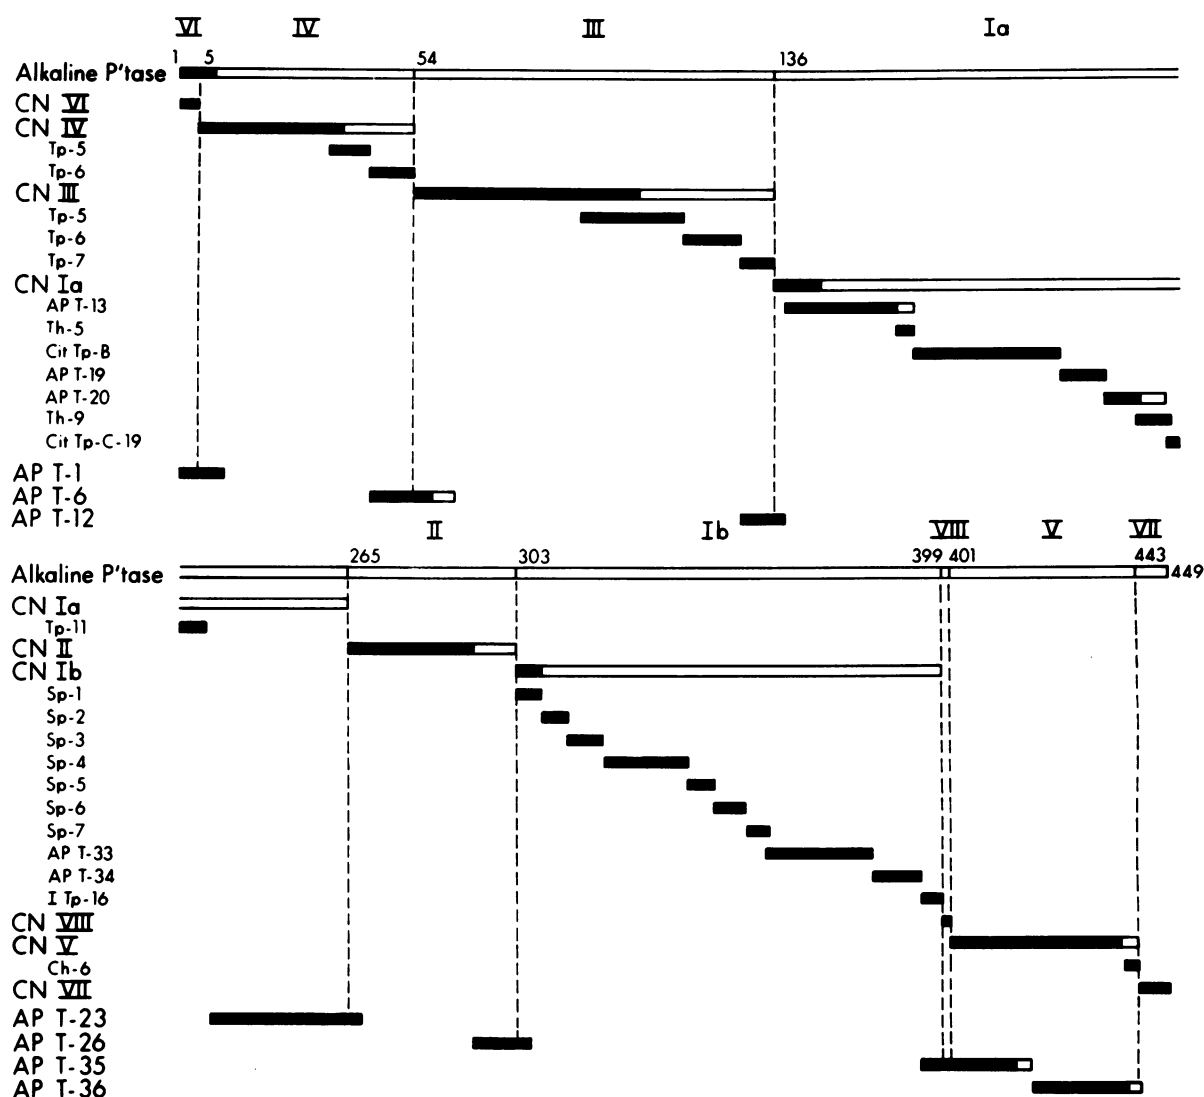 VI IV III Ia
1 5 54 136
Alkaline P'tase
CN VI
CN IV
Tp-5
Tp-6
CN III
Tp-5
Tp-6
Tp-7
CN Ia
AP T-13
Th-5
Cit Tp-B
AP T-19
AP T-20
Th-9
Cit Tp-C-19
AP T-1
AP T-6
AP T-12
II Ib VIII V VII
265 303 399 401 443
Alkaline P'tase 449
CN Ia
Tp-11
CN II
CN Ib
Sp-1
Sp-2
Sp-3
Sp-4
Sp-5
Sp-6
Sp-7
AP T-33
AP T-34
I Tp-16
CN VIII
CN V
Ch-6
CN VII
AP T-23
AP T-26
AP T-35
AP T-36